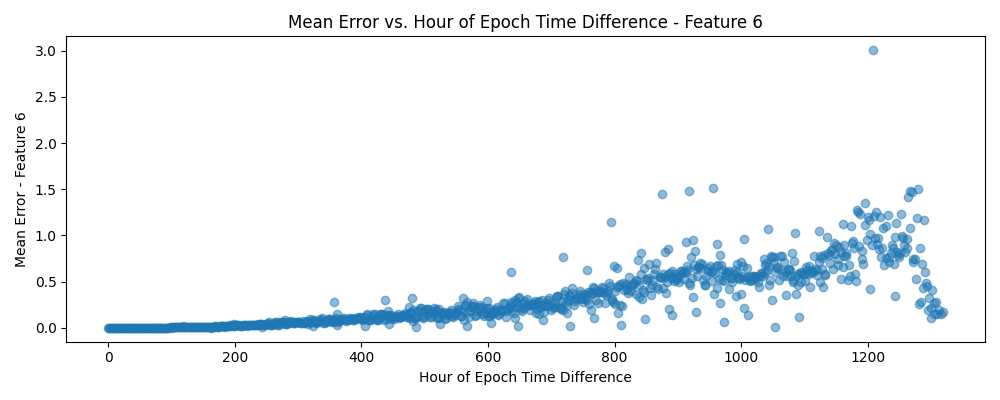 Mean Error vs. Hour of Epoch Time Difference - Feature 6
Mean Error - Feature 6
3.0
2.5
2.0
1.5
1.0
0.5
0.0
0 200 400 600 800 1000 1200
Hour of Epoch Time Difference